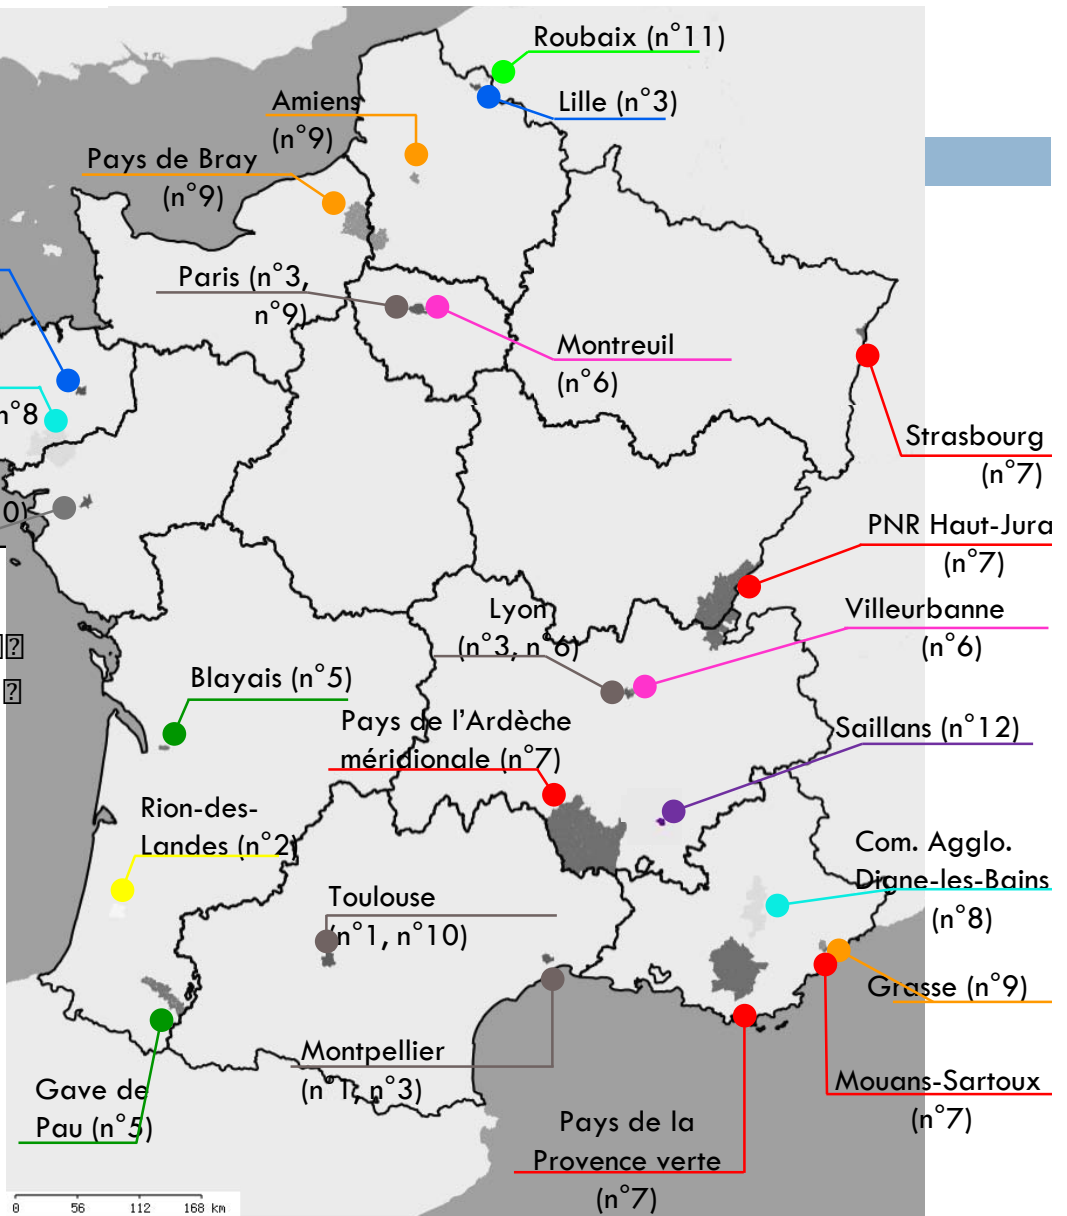 Roubaix (n°11)
Lille (n°3)
Amiens
(n°9)
Pays de Bray
(n°9)
Paris (n°3,
n°9)
Montreuil
(n°6)
n°8
Strasbourg
(n°7)
0)
PNR Haut-Jura
(n°7)
Lyon
(n°3, n°6)
Villeurbanne
(n°6)
Blayais (n°5)
Pays de l’Ardèche
méridionale (n°7)
Saillans (n°12)
Rion-des-
Landes (n°2)
Com. Agglo.
Digne-les-Bains
(n°8)
Toulouse
(n°1, n°10)
Grasse (n°9)
Montpellier
(n°1, n°3)
Mouans-Sartoux
(n°7)
Gave de
Pau (n°5)
Pays de la
Provence verte
(n°7)
0 56 112 168 km